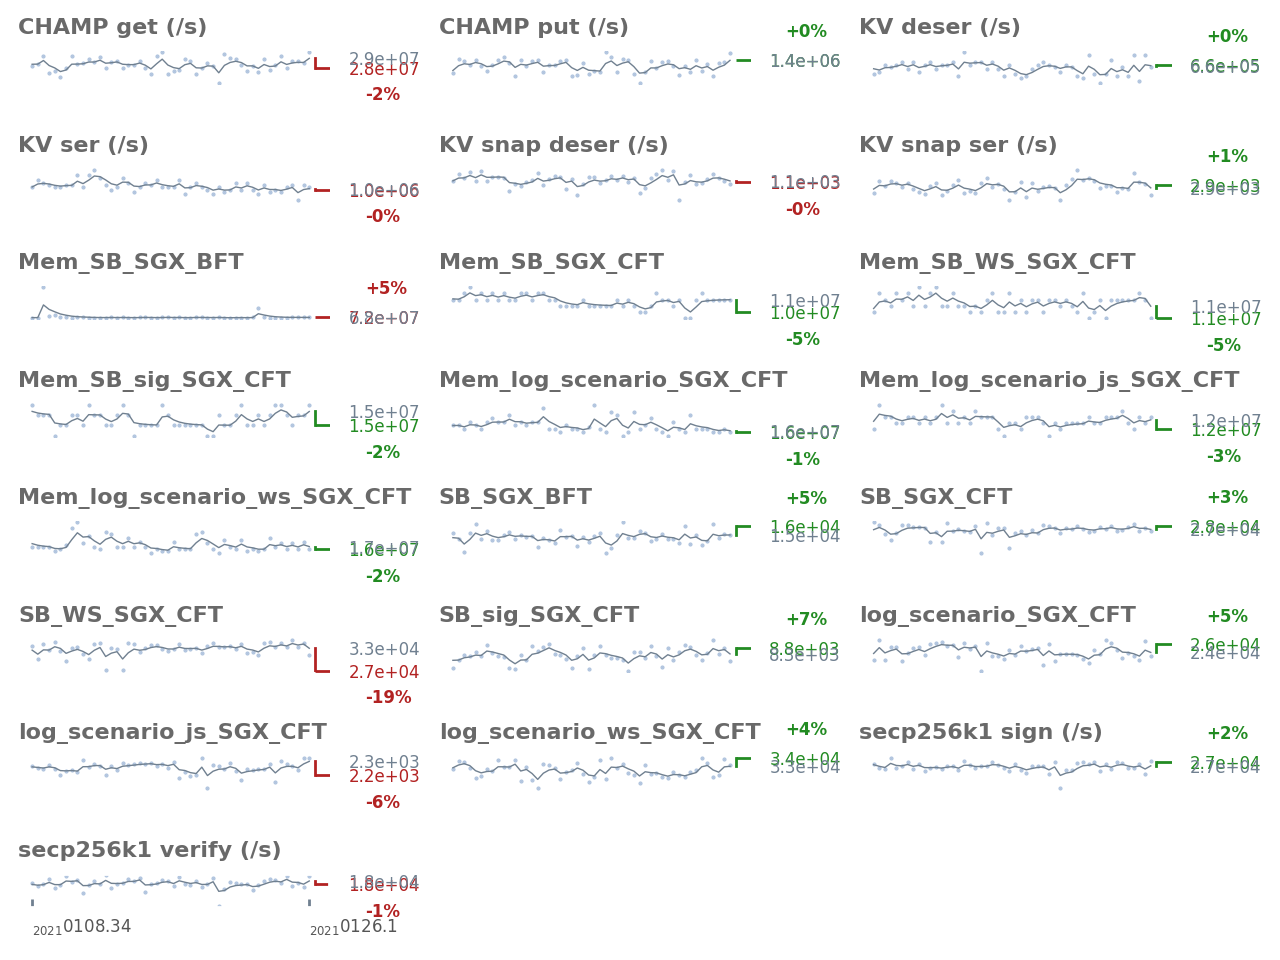 CHAMP get (/s)
2.9e+07
2.8e+07
-2%
CHAMP put (/s)
+0%
1.4e+06
KV deser (/s)
+0%
6.6e+05
KV ser (/s)
1.0e+06
-0%
KV snap deser (/s)
1.1e+03
-0%
KV snap ser (/s)
+1%
2.9e+03
2.9e+03
Mem_SB_SGX_BFT
+5%
Mem_SB_SGX_CFT
1.1e+07
1.0e+07
-5%
Mem_SB_WS_SGX_CFT
1.1e+07
1.1e+07
-5%
Mem_SB_sig_SGX_CFT
1.5e+07
1.5e+07
-2%
Mem_log_scenario_SGX_CFT
1.6e+07
-1%
Mem_log_scenario_js_SGX_CFT
1.2e+07
1.2e+07
-3%
Mem_log_scenario_ws_SGX_CFT
1.7e+07
1.6e+07
-2%
SB_SGX_BFT
+5%
1.6e+04
1.5e+04
SB_SGX_CFT
+3%
2.8e+04
2.7e+04
SB_WS_SGX_CFT
3.3e+04
2.7e+04
-19%
SB_sig_SGX_CFT
+7%
8.8e+03
8.3e+03
log_scenario_SGX_CFT
+5%
2.6e+04
2.4e+04
log_scenario_js_SGX_CFT
2.3e+03
2.2e+03
-6%
log_scenario_ws_SGX_CFT
+4%
3.4e+04
3.3e+04
secp256k1 sign (/s)
+2%
2.7e+04
2.7e+04
secp256k1 verify (/s)
1.8e+04
1.8e+04
-1%
20210108.34
20210126.1